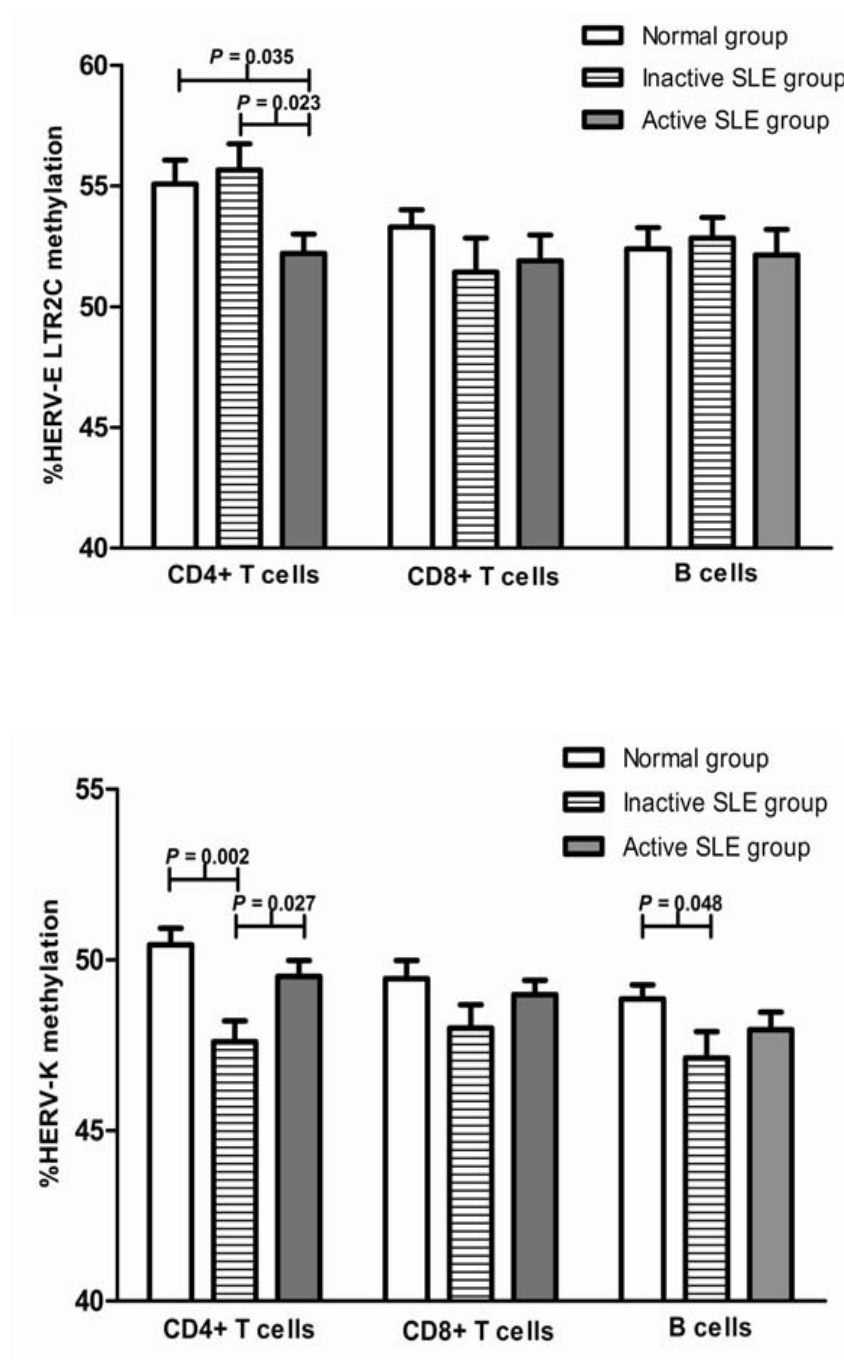 Normal group
Inactive SLE group
Active SLE group
P = 0.035
P = 0.023
%HERV-E LTR2C methylation
60
55
50
45
40
CD4+ T cells
CD8+ T cells
B cells
Normal group
Inactive SLE group
Active SLE group
P = 0.002
P = 0.027
P = 0.048
%HERV-K methylation
55
50
45
40
CD4+ T cells
CD8+ T cells
B cells